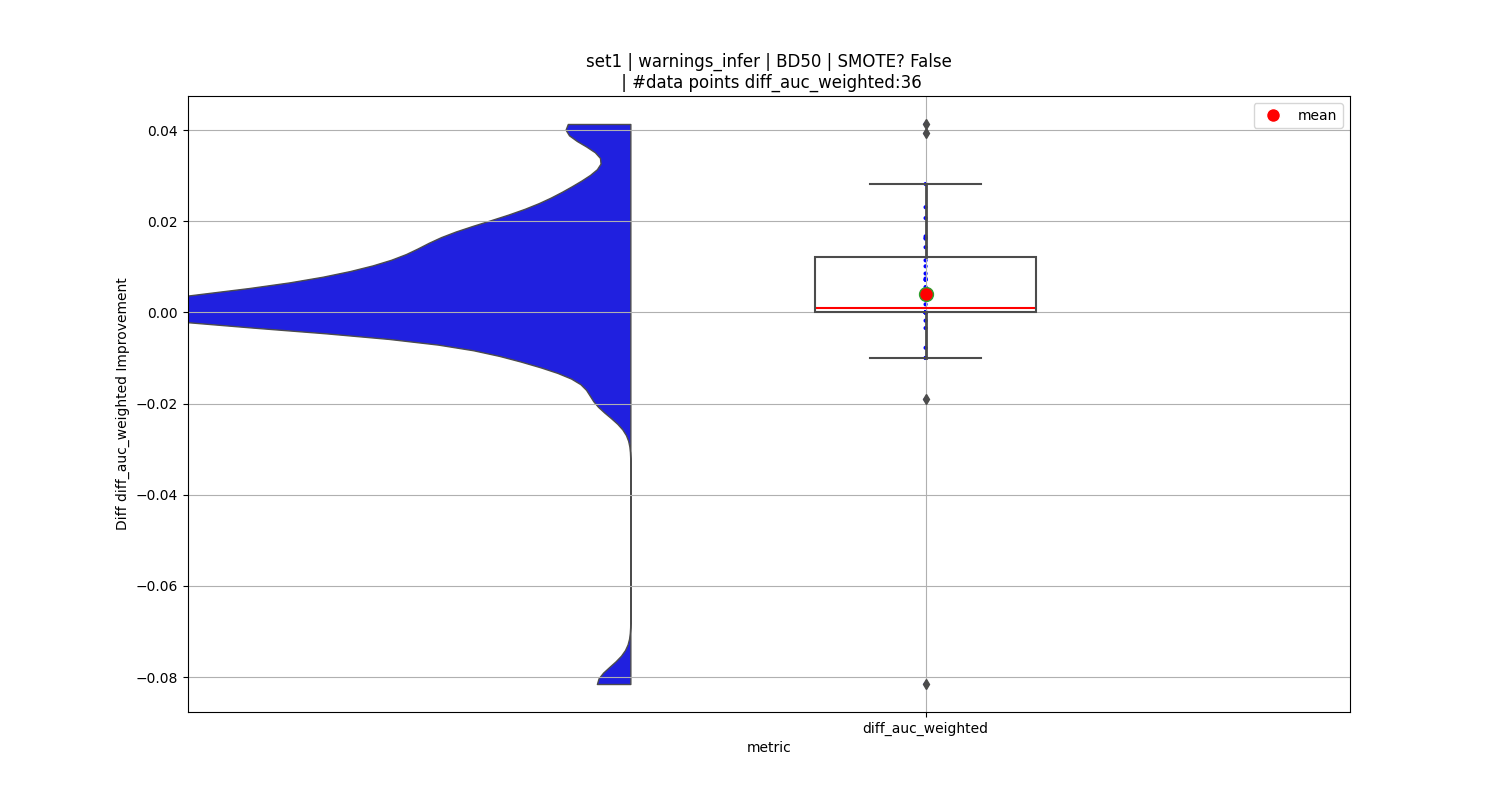 set1 | warnings_infer | BD50 | SMOTE? False
| #data points diff_auc_weighted:36
mean
0.04
0.02
0.00
−0.02
−0.04
−0.06
−0.08
Diff diff_auc_weighted Improvement
diff_auc_weighted
metric